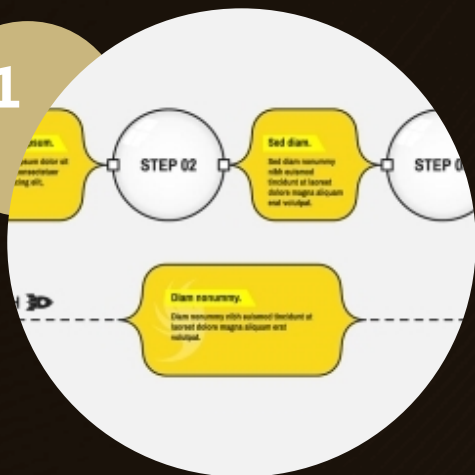 1
psum.
ipsum dolor sit
consectetuer
cing elit,
STEP 02
Sed diam.
Sed diam nonummy
nibh euismod
tincidunt ut laoreet
dolore magna aliquam
erat volutpat.
STEP 0
Diam nonummy.
Diam nonummy nibh euismod tincidunt ut
laoreet dolore magna aliquam erat
volutpat.